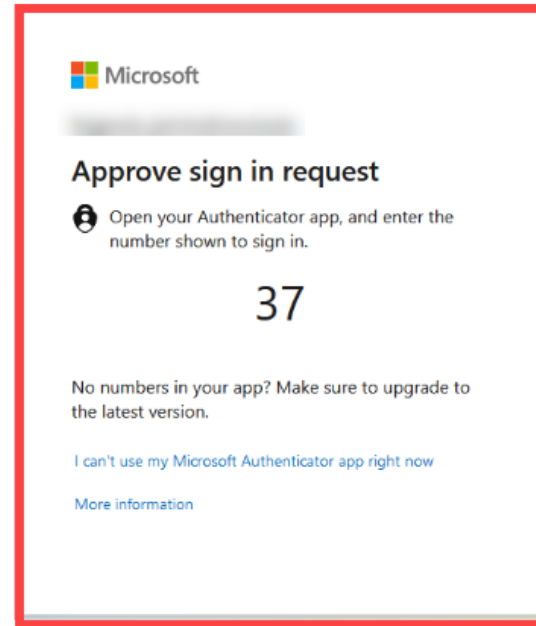 Microsoft
Approve sign in request
Open your Authenticator app, and enter the
number shown to sign in.
37
No numbers in your app? Make sure to upgrade to
the latest version.
I can't use my Microsoft Authenticator app right now
More information